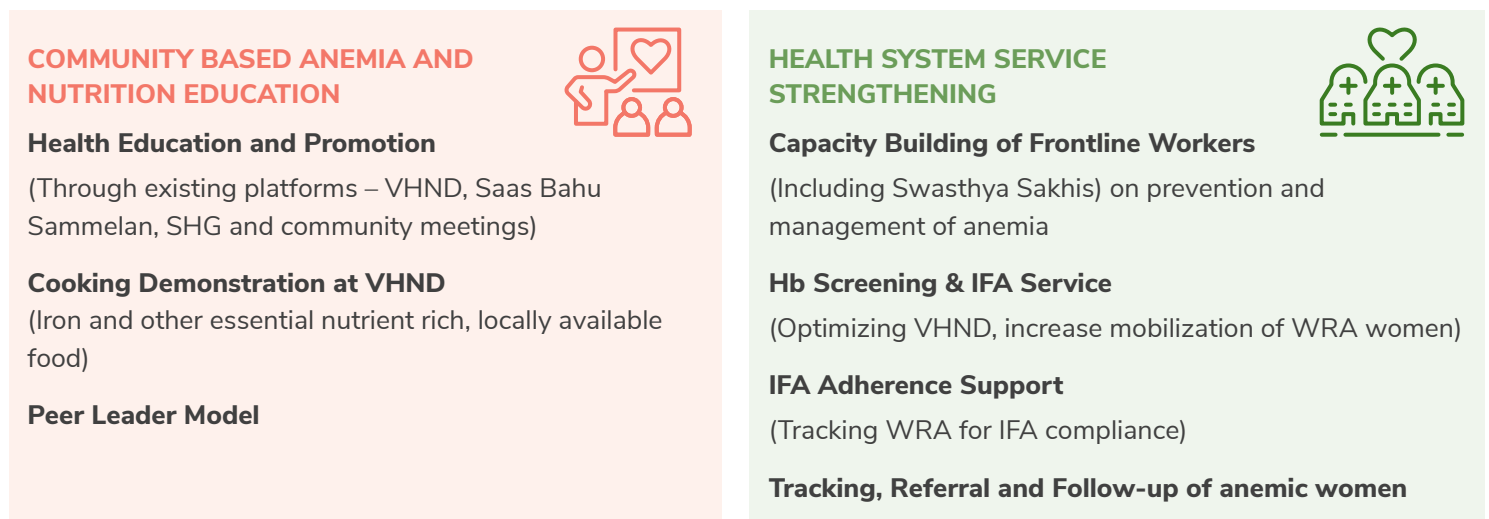 COMMUNITY BASED ANEMIA AND
NUTRITION EDUCATION
Health Education and Promotion
(Through existing platforms – VHND, Saas Bahu
Sammelan, SHG and community meetings)
Cooking Demonstration at VHND
(Iron and other essential nutrient rich, locally available
food)
Peer Leader Model
HEALTH SYSTEM SERVICE
STRENGTHENING
Capacity Building of Frontline Workers
(Including Swasthya Sakhis) on prevention and
management of anemia
Hb Screening & IFA Service
(Optimizing VHND, increase mobilization of WRA women)
IFA Adherence Support
(Tracking WRA for IFA compliance)
Tracking, Referral and Follow-up of anemic women